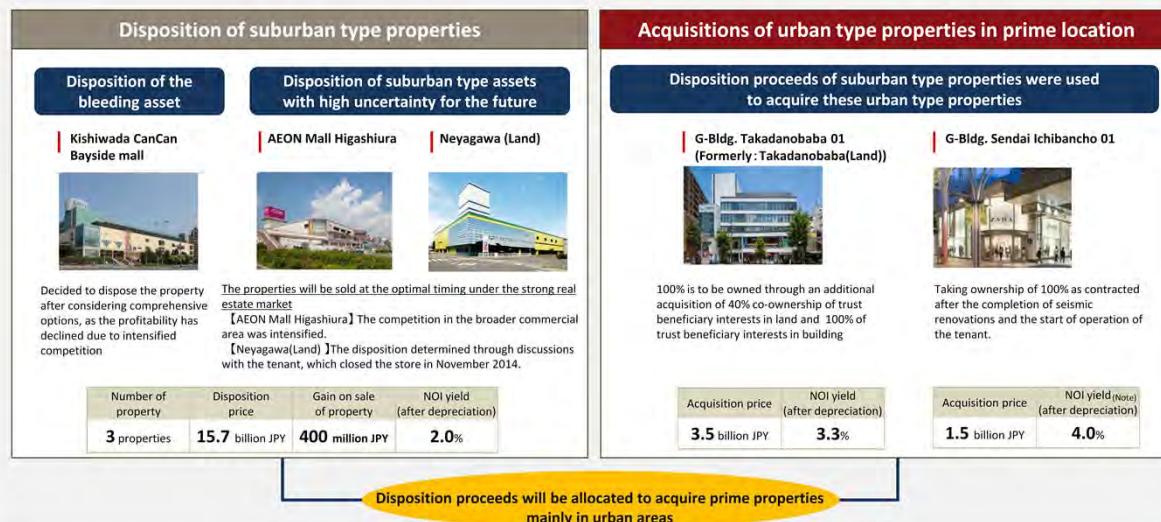 Disposition of suburban type properties
Disposition of the
bleeding asset
Disposition of suburban type assets
with high uncertainty for the future
Kishiwada CanCan
Bayside mall
AEON Mall Higashiura
Neyagawa (Land)
Decided to dispose the property
after considering comprehensive
options, as the profitability has
declined due to intensified
competition
The properties will be sold at the optimal timing under the strong real
estate market
【AEON Mall Higashiura】The competition in the broader commercial
area was intensified.
【Neyagawa(Land) 】The disposition determined through discussions
with the tenant, which closed the store in November 2014.
Number of
property
Disposition
price
Gain on sale
of property
NOI yield
(after depreciation)
3 properties
15.7 billion JPY
400 million JPY
2.0%
Acquisitions of urban type properties in prime location
Disposition proceeds of suburban type properties were used
to acquire these urban type properties
G-Bldg. Takadanobaba 01
(Formerly : Takadanobaba(Land))
G-Bldg. Sendai Ichibancho 01
ZARA
100% is to be owned through an additional
acquisition of 40% co-ownership of trust
beneficiary interests in land and 100% of
trust beneficiary interests in building
Taking ownership of 100% as contracted
after the completion of seismic
renovations and the start of operation of
the tenant.
Acquisition price
NOI yield
(after depreciation)
3.5 billion JPY
3.3%
Acquisition price
NOI yield(Note)
(after depreciation)
1.5 billion JPY
4.0%
Disposition proceeds will be allocated to acquire prime properties
mainly in urban areas